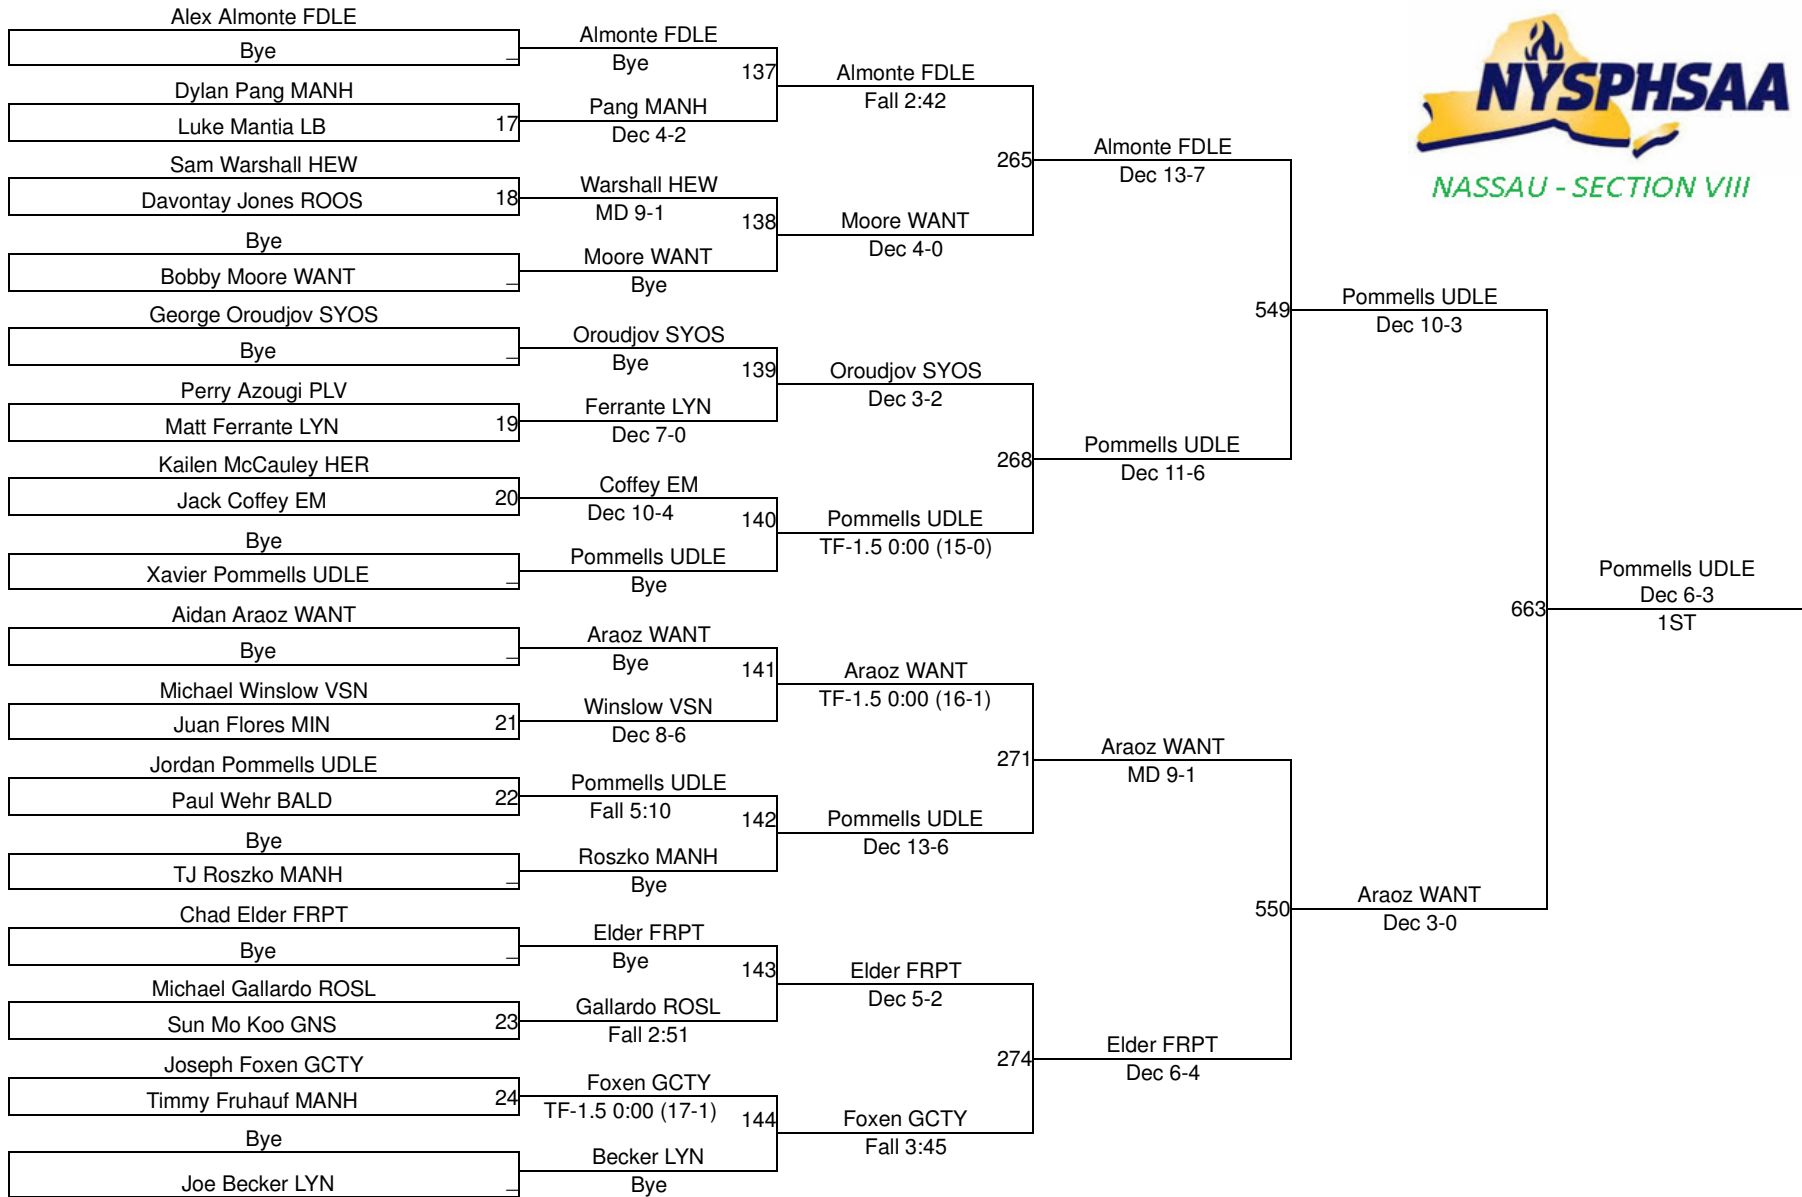 Alex Almonte FDLE
Bye
Dylan Pang MANH
Luke Mantia LB
17
Sam Warshall HEW
Davontay Jones ROOS
18
Bye
Bobby Moore WANT
George Oroudjov SYOS
Bye
Perry Azougi PLV
Matt Ferrante LYN
19
Kailen McCauley HER
Jack Coffey EM
20
Bye
Xavier Pommells UDLE
Aidan Araoz WANT
Bye
Michael Winslow VSN
Juan Flores MIN
21
Jordan Pommells UDLE
Paul Wehr BALD
22
Bye
TJ Roszko MANH
Chad Elder FRPT
Bye
Michael Gallardo ROSL
Sun Mo Koo GNS
23
Joseph Foxen GCTY
Timmy Fruhauf MANH
24
Bye
Joe Becker LYN
Almonte FDLE
Bye
137
Pang MANH
Dec 4-2
Warshall HEW
MD 9-1
138
Moore WANT
Bye
Oroudjov SYOS
Bye
139
Ferrante LYN
Dec 7-0
Coffey EM
Dec 10-4
140
Pommells UDLE
Bye
Araoz WANT
Bye
141
Winslow VSN
Dec 8-6
Pommells UDLE
Fall 5:10
142
Roszko MANH
Bye
Elder FRPT
Bye
143
Gallardo ROSL
Fall 2:51
Foxen GCTY
TF-1.5 0:00 (17-1)
144
Becker LYN
Bye
Almonte FDLE
Fall 2:42
265
Moore WANT
Dec 4-0
Oroudjov SYOS
Dec 3-2
268
Pommells UDLE
TF-1.5 0:00 (15-0)
Araoz WANT
TF-1.5 0:00 (16-1)
271
Pommells UDLE
Dec 13-6
Elder FRPT
Dec 5-2
274
Foxen GCTY
Fall 3:45
Almonte FDLE
Dec 13-7
549
Pommells UDLE
Dec 11-6
Araoz WANT
MD 9-1
550
Elder FRPT
Dec 6-4
Pommells UDLE
Dec 10-3
663
Araoz WANT
Dec 3-0
Pommells UDLE
Dec 6-3
1ST
NYSPHSAA
NASSAU - SECTION VIII